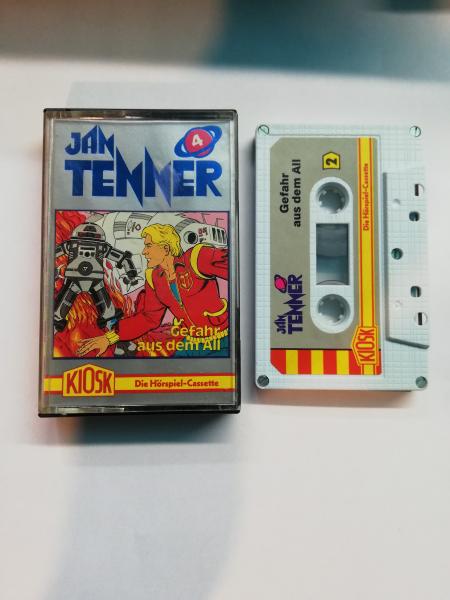 JAN
TENNER
4
Gefahr
aus dem All
KIOSK
Die Hörspiel-Cassette
JAN
TENNER
Gefahr
aus dem All
2
KIOSK
Die Hörspiel-Cassette